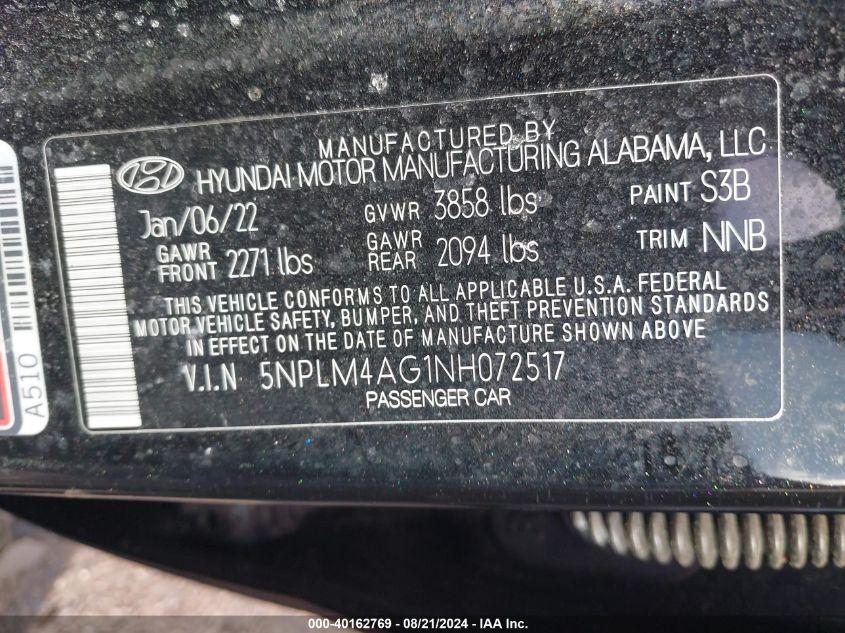 MANUFACTURED BY
HYUNDAI MOTOR MANUFACTURING ALABAMA, LLC
Jan/06/22 GVWR 3858 lbs PAINT S3B
GAWR FRONT 2271 lbs GAWR REAR 2094 lbs TRIM NNB
THIS VEHICLE CONFORMS TO ALL APPLICABLE U.S.A. FEDERAL
MOTOR VEHICLE SAFETY, BUMPER, AND THEFT PREVENTION STANDARDS
IN EFFECT ON THE DATE OF MANUFACTURE SHOWN ABOVE
V.I.N 5NPLM4AG1NH072517
PASSENGER CAR
A510
000-40162769 - 08/21/2024 - IAA Inc.